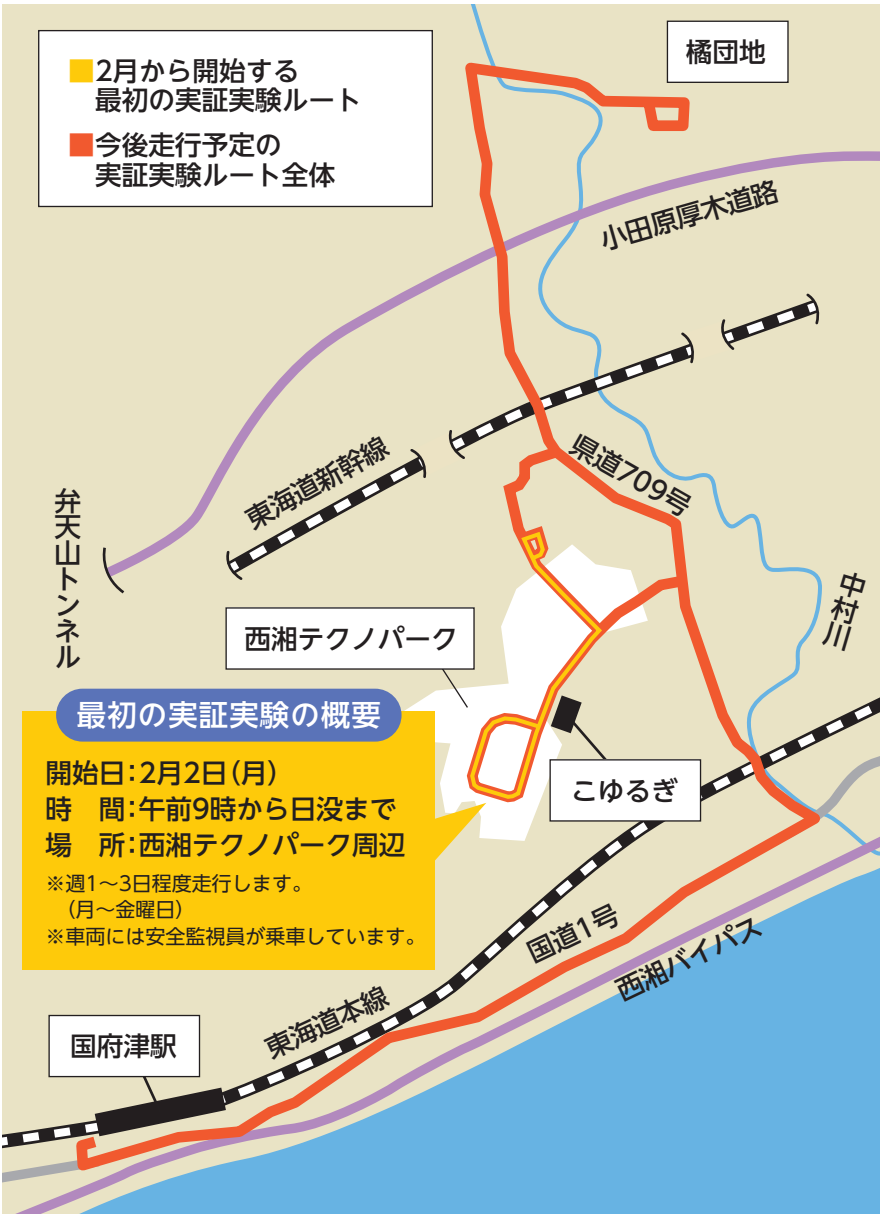 ■2月から開始する
最初の実証実験ルート
■今後走行予定の
実証実験ルート全体
橘団地
小田原厚木道路
東海道新幹線
県道709号
弁天山トンネル
中村川
西湘テクノパーク
最初の実証実験の概要
開始日：2月2日（月）
時　間：午前9時から日没まで
場　所：西湘テクノパーク周辺
※週1～3日程度走行します。
（月～金曜日）
※車両には安全監視員が乗車しています。
こゆるぎ
国道1号
西湘バイパス
東海道本線
国府津駅